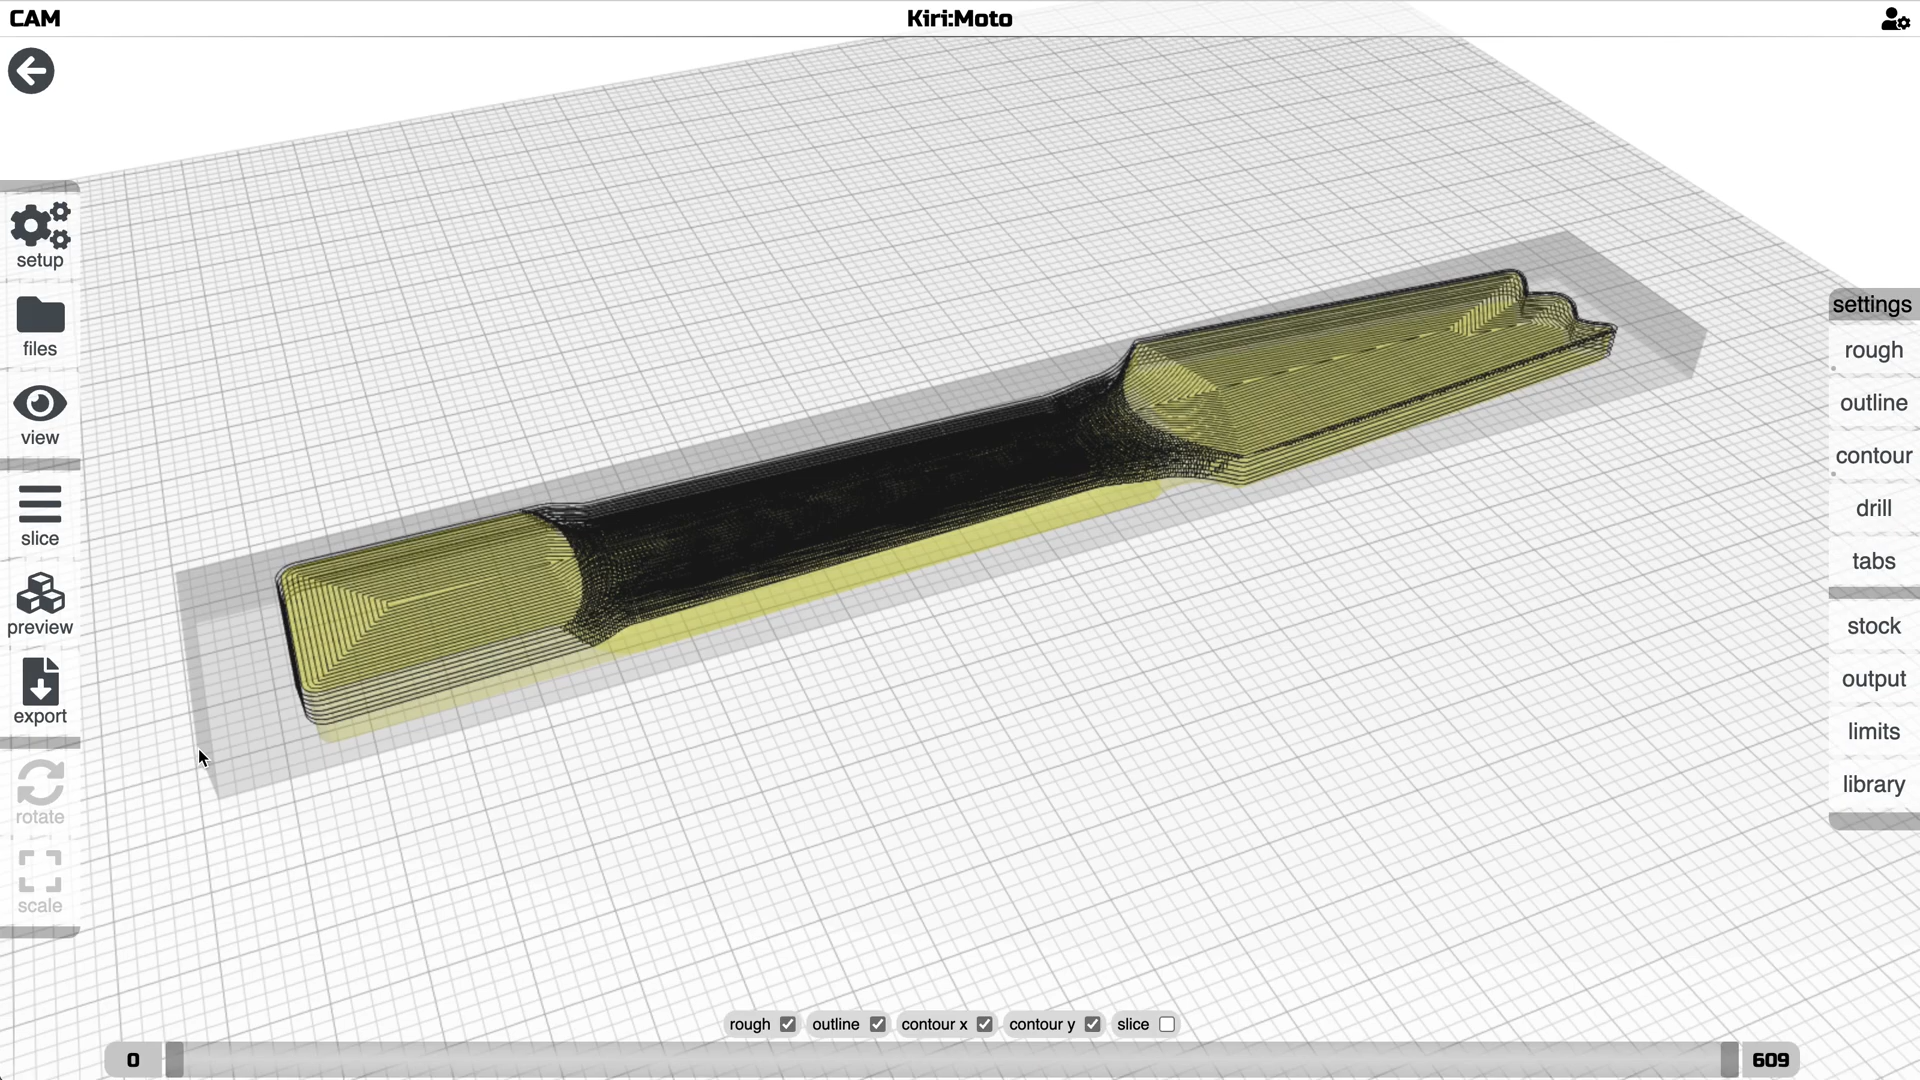 CAM
Kiri:Moto
setup
files
view
slice
preview
export
rotate
scale
settings
rough
outline
contour
drill
tabs
stock
output
limits
library
rough
outline
contour x
contour y
slice
0
609